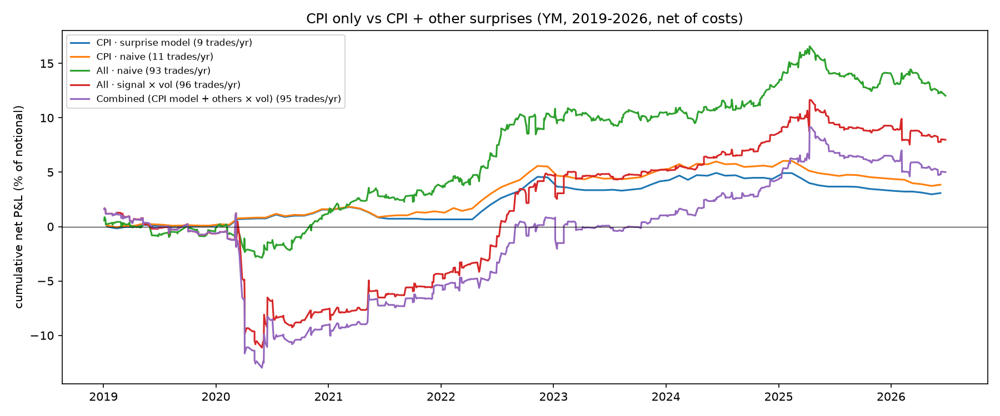 CPI only vs CPI + other surprises (YM, 2019-2026, net of costs)
CPI · surprise model (9 trades/yr)
CPI · naive (11 trades/yr)
All · naive (93 trades/yr)
All · signal × vol (96 trades/yr)
Combined (CPI model + others × vol) (95 trades/yr)
cumulative net P&L (% of notional)
15
10
5
0
−5
−10
2019 2020 2021 2022 2023 2024 2025 2026